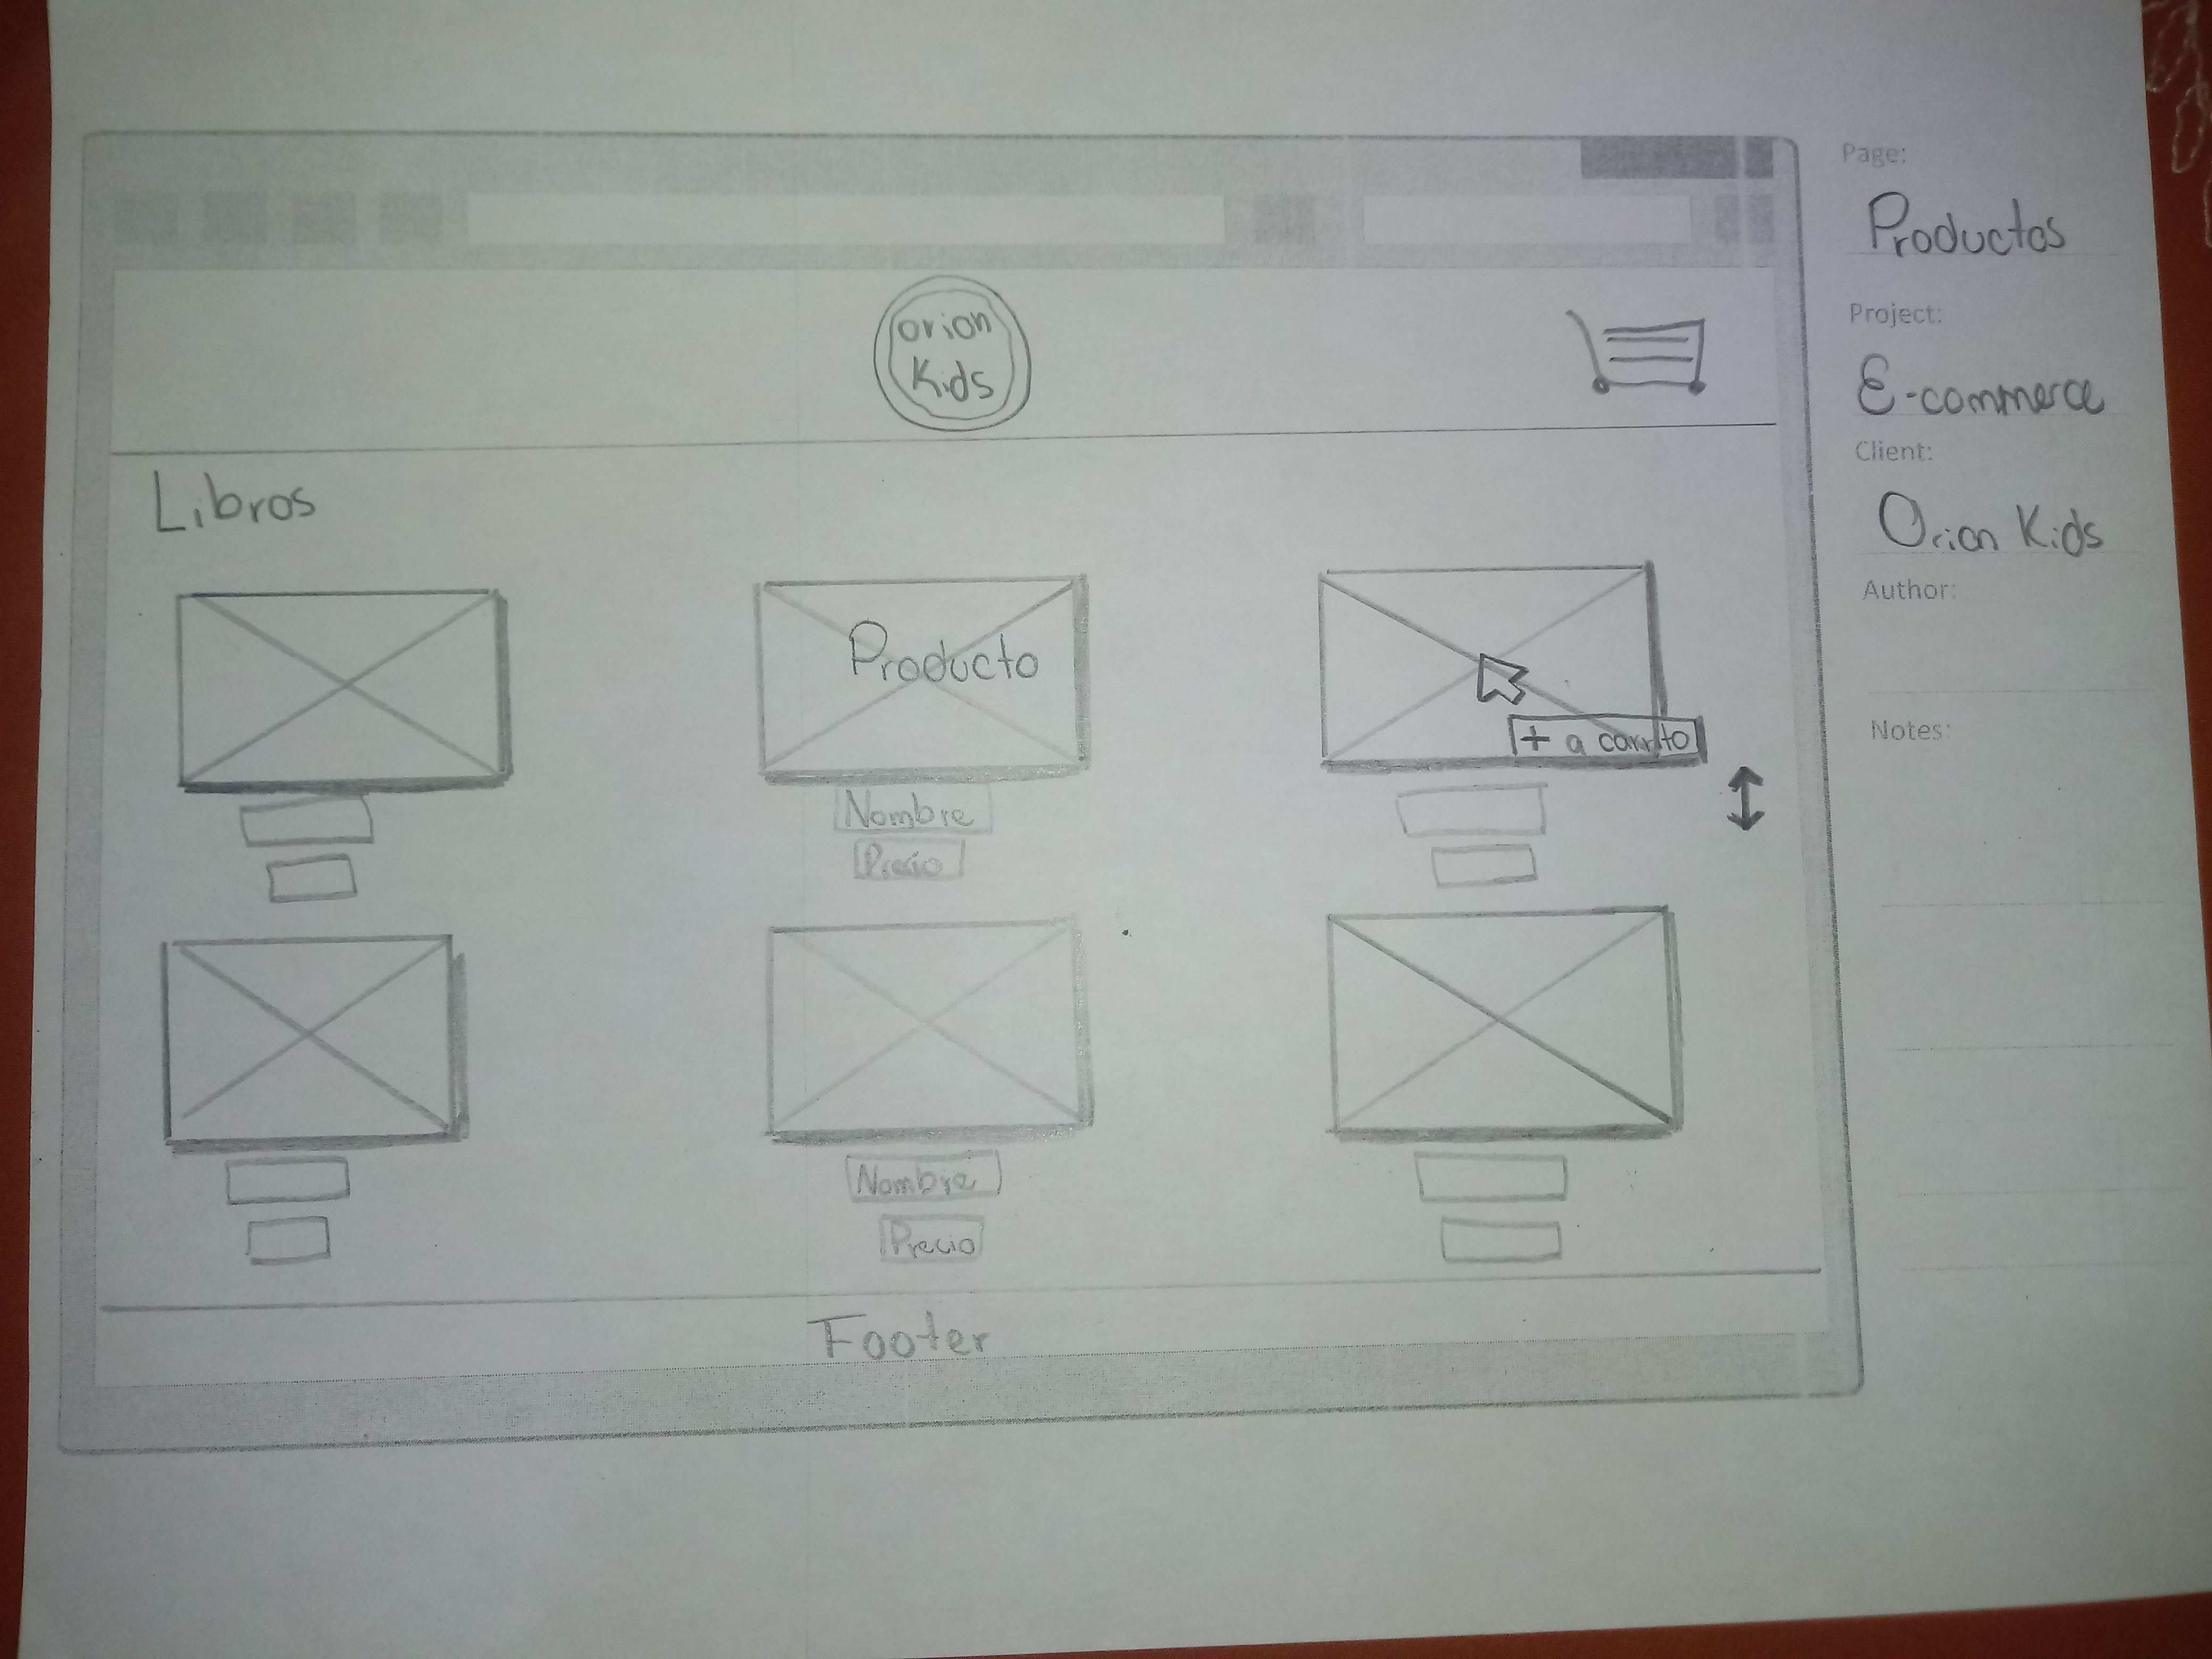 Page:
Productos
Project:
E-commerce
Client:
Orion Kids
Author:
Notes:
orion
Kids
Libros
Producto
+ a carrito
Nombre
Precio
Nombre
Precio
Footer